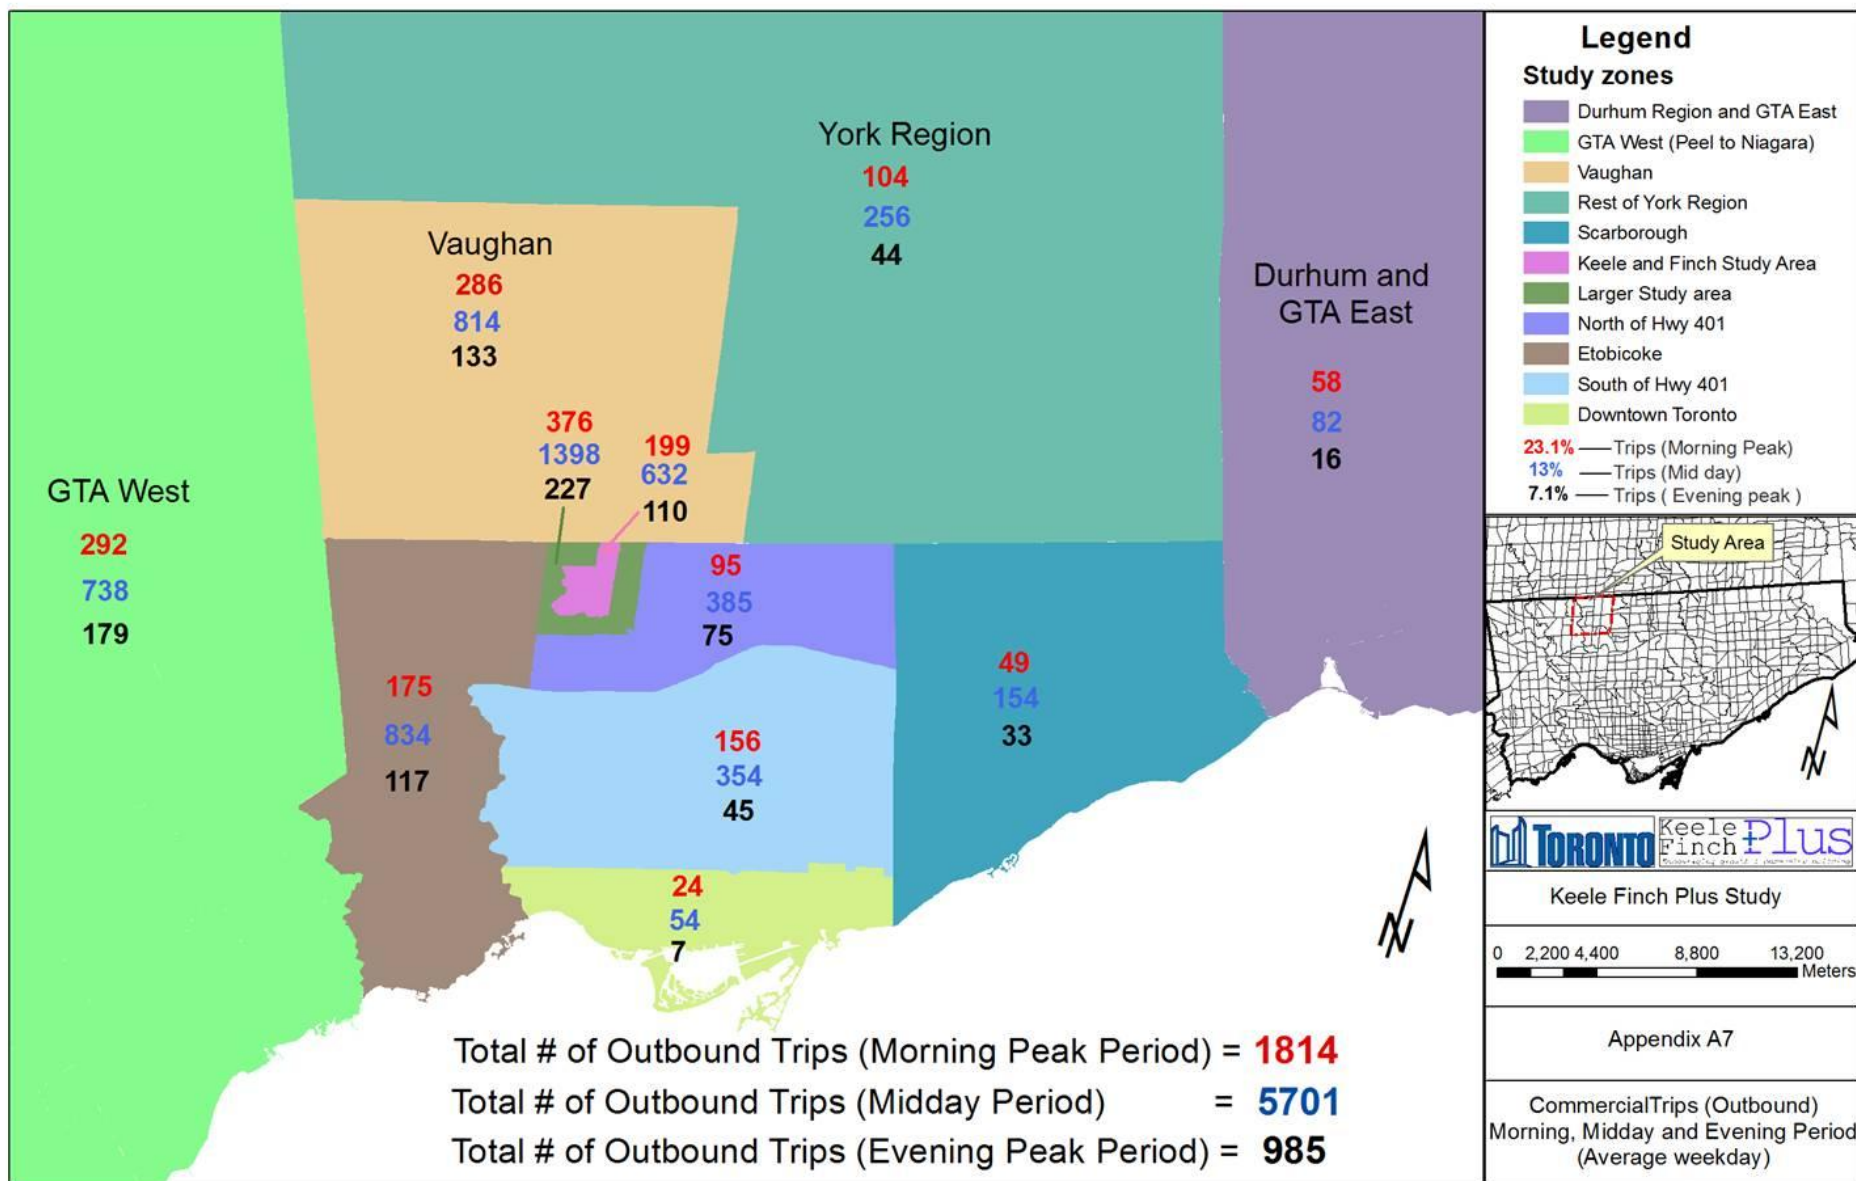 York Region
104
256
44
Vaughan
286
814
133
Durhum and
GTA East
58
82
16
376
1398
227
199
632
110
GTA West
292
738
179
95
385
75
175
834
117
49
154
33
156
354
45
24
54
7
N
Total # of Outbound Trips (Morning Peak Period) = 1814
Total # of Outbound Trips (Midday Period) = 5701
Total # of Outbound Trips (Evening Peak Period) = 985
Legend
Study zones
Durhum Region and GTA East
GTA West (Peel to Niagara)
Vaughan
Rest of York Region
Scarborough
Keele and Finch Study Area
Larger Study area
North of Hwy 401
Etobicoke
South of Hwy 401
Downtown Toronto
23.1% Trips (Morning Peak)
13% Trips (Mid day)
7.1% Trips ( Evening peak )
Study Area
N
TORONTO
Keele
Finch + Plus
Keele Finch Plus Study
0 2,200 4,400 8,800 13,200
Meters
Appendix A7
CommercialTrips (Outbound)
Morning, Midday and Evening Period
(Average weekday)